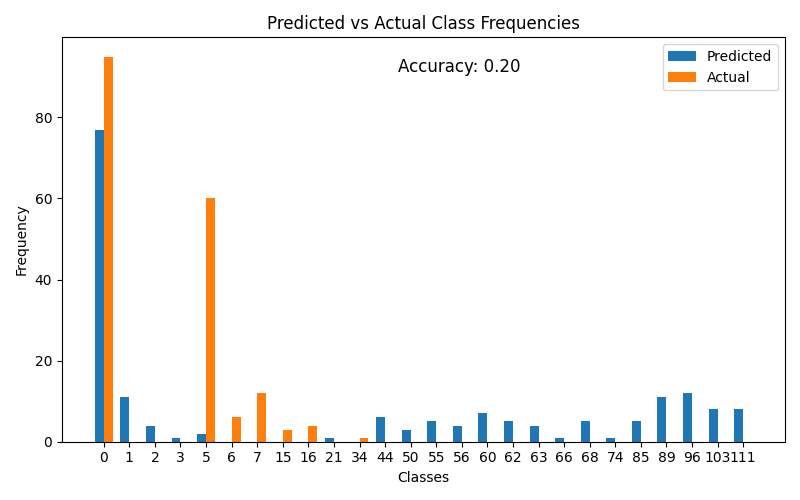 Predicted vs Actual Class Frequencies
Accuracy: 0.20
Predicted
Actual
Frequency
80
60
40
20
0
0 1 2 3 5 6 7 15 16 21 34 44 50 55 56 60 62 63 66 68 74 85 89 96 103 111
Classes